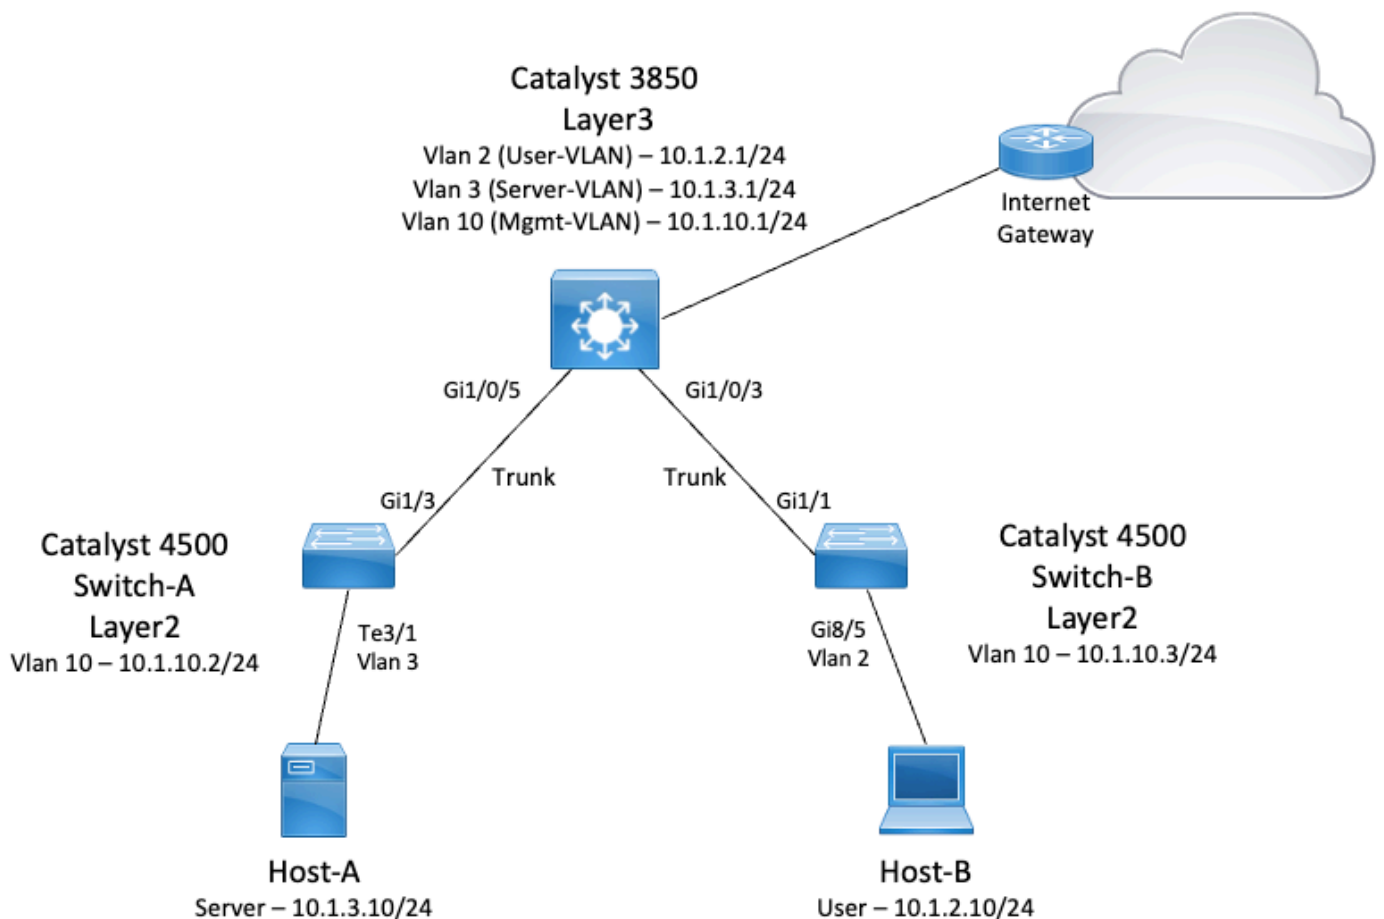 Catalyst 3850
Layer3
Vlan 2 (User-VLAN) – 10.1.2.1/24
Vlan 3 (Server-VLAN) – 10.1.3.1/24
Vlan 10 (Mgmt-VLAN) – 10.1.10.1/24
Internet
Gateway
Gi1/0/5
Gi1/0/3
Trunk
Trunk
Gi1/3
Gi1/1
Catalyst 4500
Switch-A
Layer2
Vlan 10 – 10.1.10.2/24
Te3/1
Vlan 3
Gi8/5
Vlan 2
Catalyst 4500
Switch-B
Layer2
Vlan 10 – 10.1.10.3/24
Host-A
Server – 10.1.3.10/24
Host-B
User – 10.1.2.10/24